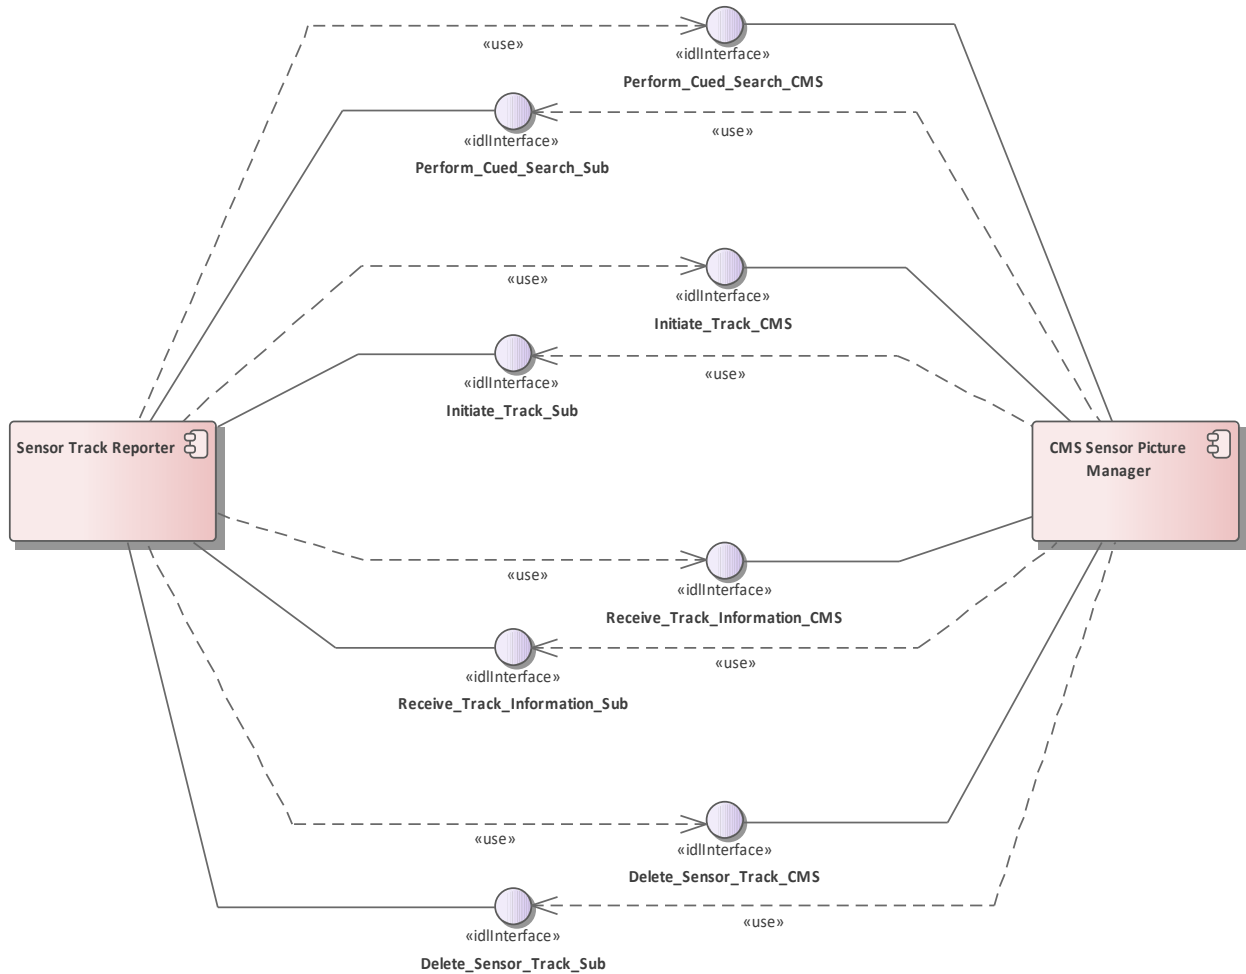 «use»
«idlInterface»
Perform_Cued_Search_CMS
«use»
«idlInterface»
Perform_Cued_Search_Sub
«use»
«idlInterface»
Initiate_Track_CMS
«use»
«idlInterface»
Initiate_Track_Sub
Sensor Track Reporter
CMS Sensor Picture
Manager
«use»
«idlInterface»
Receive_Track_Information_CMS
«use»
«idlInterface»
Receive_Track_Information_Sub
«use»
«idlInterface»
Delete_Sensor_Track_CMS
«use»
«idlInterface»
Delete_Sensor_Track_Sub